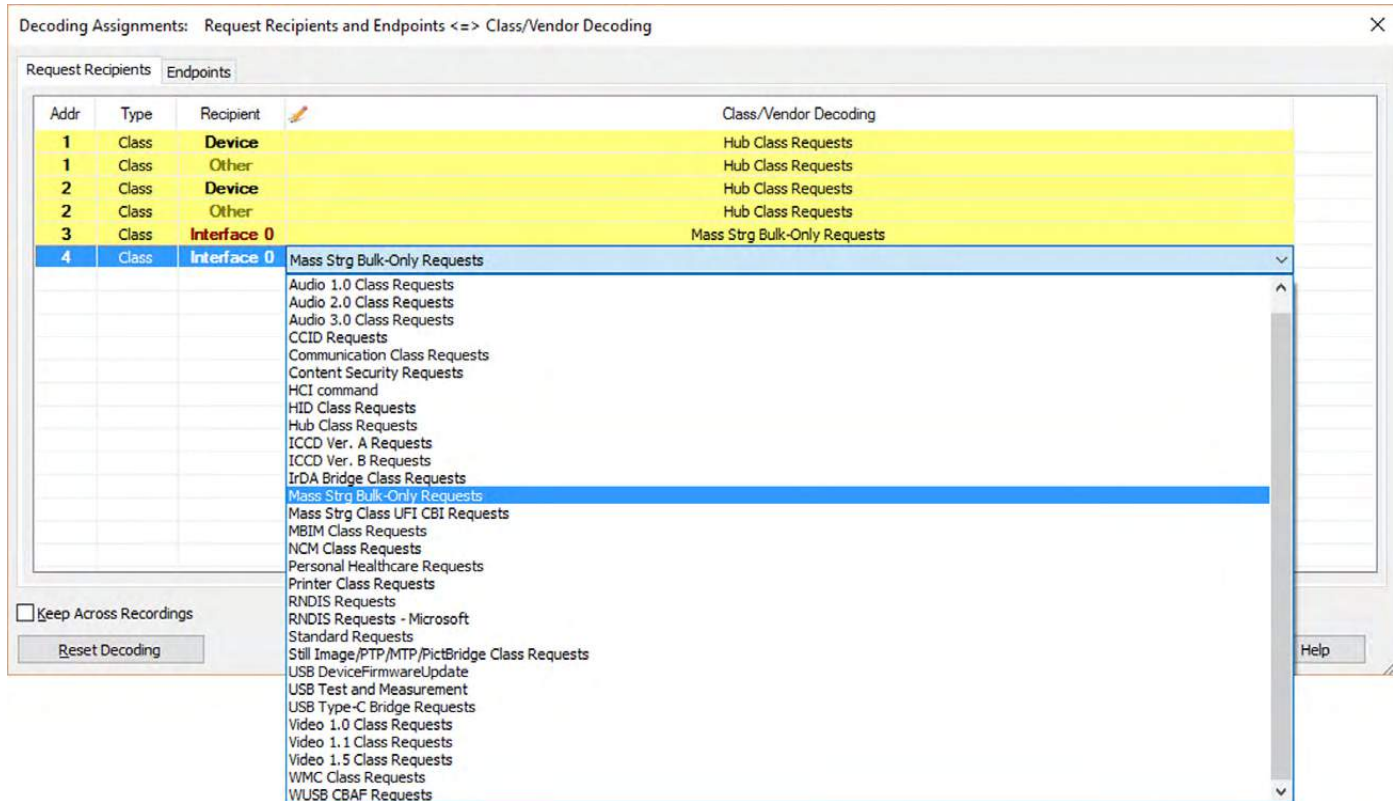 Decoding Assignments: Request Recipients and Endpoints <=> Class/Vendor Decoding
Request Recipients Endpoints
Addr Type Recipient Class/Vendor Decoding
1 Class Device Hub Class Requests
1 Class Other Hub Class Requests
2 Class Device Hub Class Requests
2 Class Other Hub Class Requests
3 Class Interface 0 Mass Strg Bulk-Only Requests
4 Class Interface 0 Mass Strg Bulk-Only Requests
Audio 1.0 Class Requests
Audio 2.0 Class Requests
Audio 3.0 Class Requests
CCID Requests
Communication Class Requests
Content Security Requests
HCI command
HID Class Requests
Hub Class Requests
ICCD Ver. A Requests
ICCD Ver. B Requests
IrDA Bridge Class Requests
Mass Strg Bulk-Only Requests
Mass Strg Class UFI CBI Requests
MBIM Class Requests
NCM Class Requests
Personal Healthcare Requests
Printer Class Requests
RNDIS Requests
RNDIS Requests - Microsoft
Standard Requests
Still Image/PTP/MTP/PictBridge Class Requests
USB DeviceFirmwareUpdate
USB Test and Measurement
USB Type-C Bridge Requests
Video 1.0 Class Requests
Video 1.1 Class Requests
Video 1.5 Class Requests
WMC Class Requests
WUSB CBAF Requests
Keep Across Recordings
Reset Decoding
Help